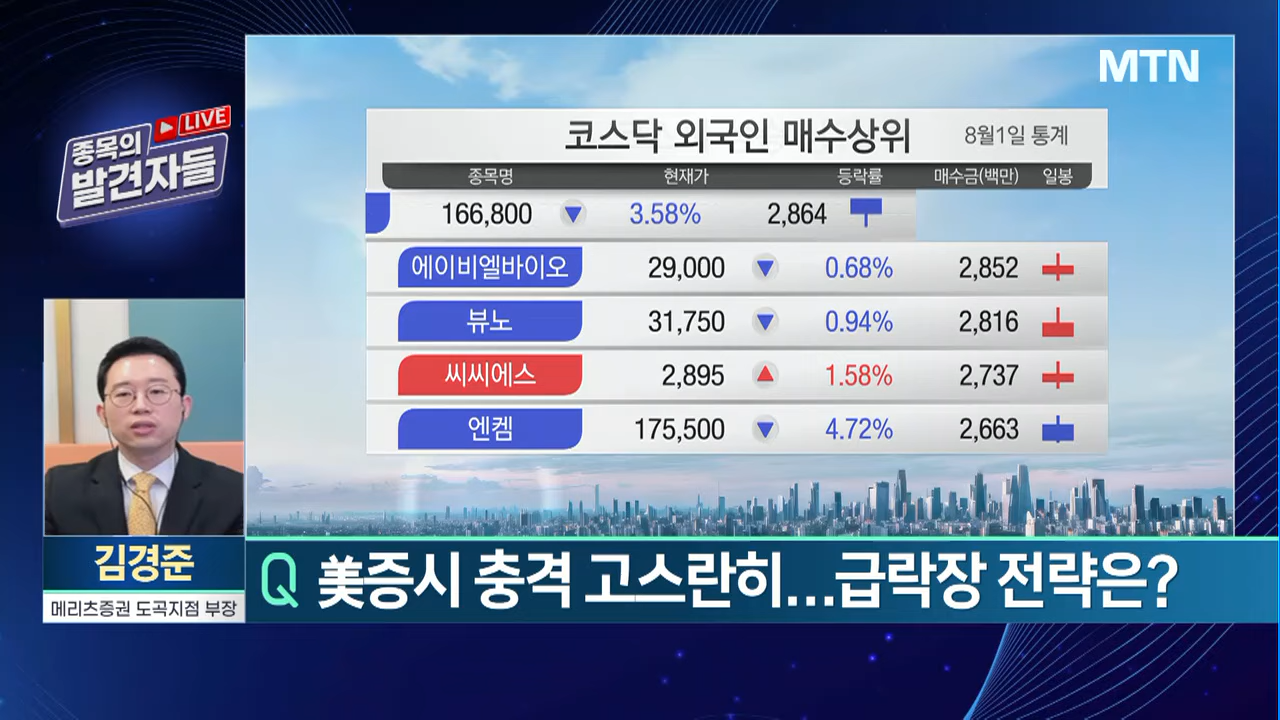 MTN
LIVE
종목의
발견자들
코스닥 외국인 매수상위 8월1일 통계
종목명 현재가 등락률 매수금(백만) 일봉
166,800 ▼ 3.58% 2,864
에이비엘바이오 29,000 ▼ 0.68% 2,852
뷰노 31,750 ▼ 0.94% 2,816
씨씨에스 2,895 ▲ 1.58% 2,737
엔켐 175,500 ▼ 4.72% 2,663
김경준
메리츠증권 도곡지점 부장
Q 美증시 충격 고스란히...급락장 전략은?